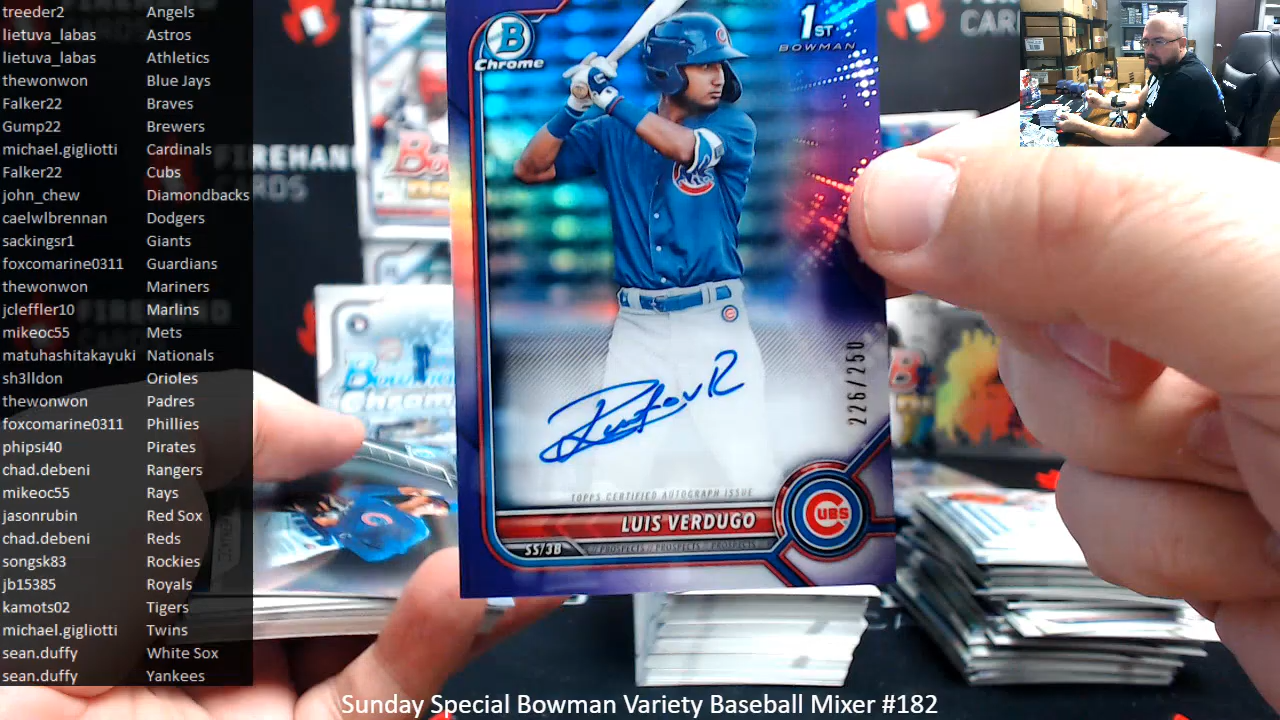 treeder2 Angels
lietuva_labas Astros
lietuva_labas Athletics
thewonwon Blue Jays
Falker22 Braves
Gump22 Brewers
michael.gigliotti Cardinals
Falker22 Cubs
john_chew Diamondbacks
caelwlbrennan Dodgers
sackingsr1 Giants
foxcomarine0311 Guardians
thewonwon Mariners
jcleffler10 Marlins
mikeoc55 Mets
matuhashitakayuki Nationals
sh3lldon Orioles
thewonwon Padres
foxcomarine0311 Phillies
phipsi40 Pirates
chad.debeni Rangers
mikeoc55 Rays
jasonrubin Red Sox
chad.debeni Reds
songsk83 Rockies
jb15385 Royals
kamots02 Tigers
michael.gigliotti Twins
sean.duffy White Sox
sean.duffy Yankees
B
Chrome
1ST
BOWMAN
226/250
TOPPS CERTIFIED AUTOGRAPH ISSUE
LUIS VERDUGO
CUBS
SS/3B
PROSPECTS PROSPECTS PROSPECTS
FIREHAND
CARDS
Bowman
Chrome
Sunday Special Bowman Variety Baseball Mixer #182